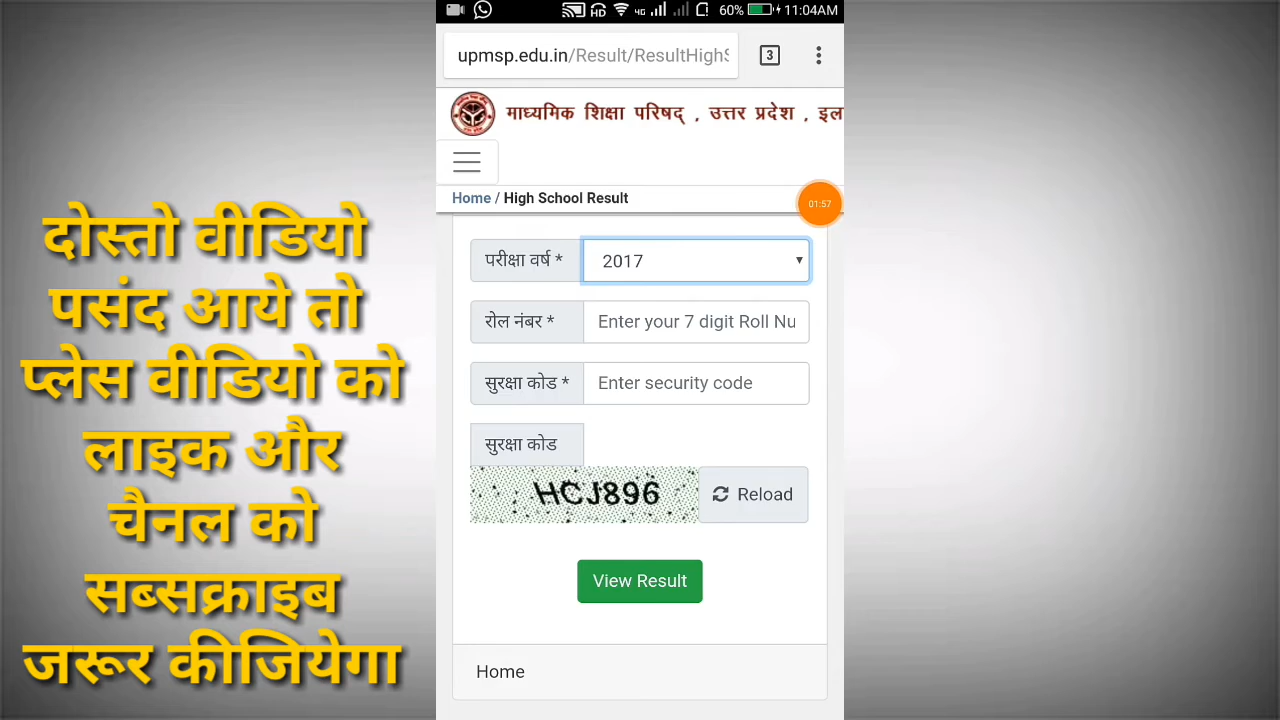 दोस्तो वीडियो
पसंद आये तो
प्लेस वीडियो को
लाइक और
चैनल को
सब्सक्राइब
जरूर कीजियेगा
4G 60% 11:04AM
upmsp.edu.in/Result/ResultHighS
3
माध्यमिक शिक्षा परिषद् , उत्तर प्रदेश , इल
Home / High School Result
01:57
परीक्षा वर्ष * 2017
रोल नंबर * Enter your 7 digit Roll Nu
सुरक्षा कोड * Enter security code
सुरक्षा कोड
HCJ896 Reload
View Result
Home